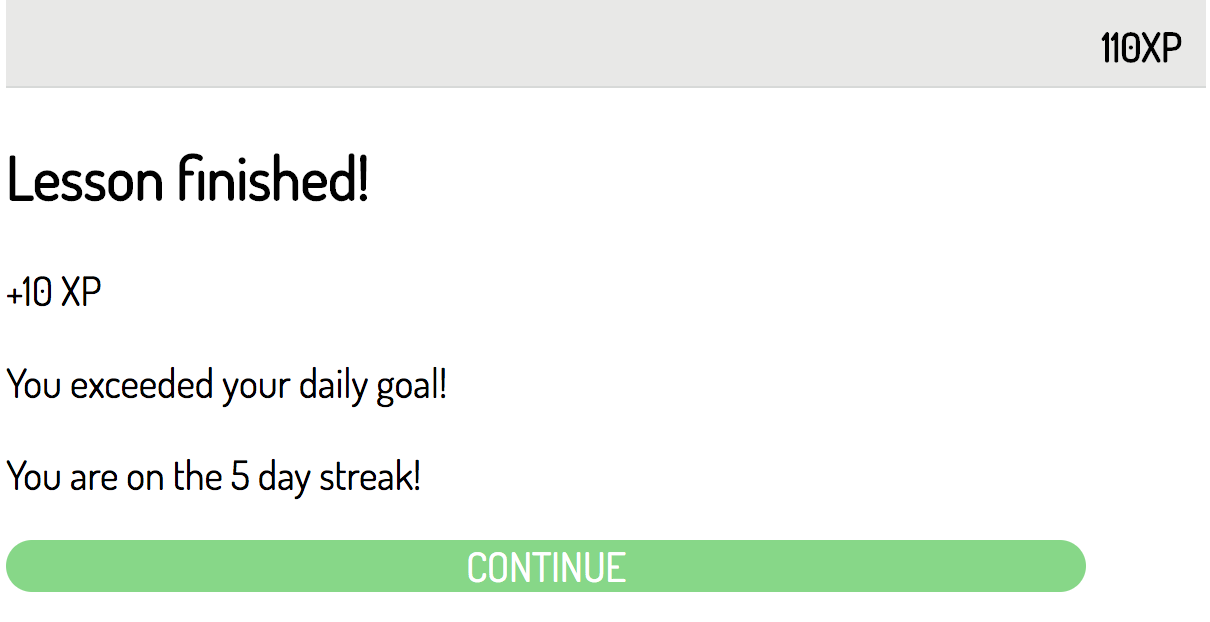 110XP
Lesson finished!
+10 XP
You exceeded your daily goal!
You are on the 5 day streak!
CONTINUE